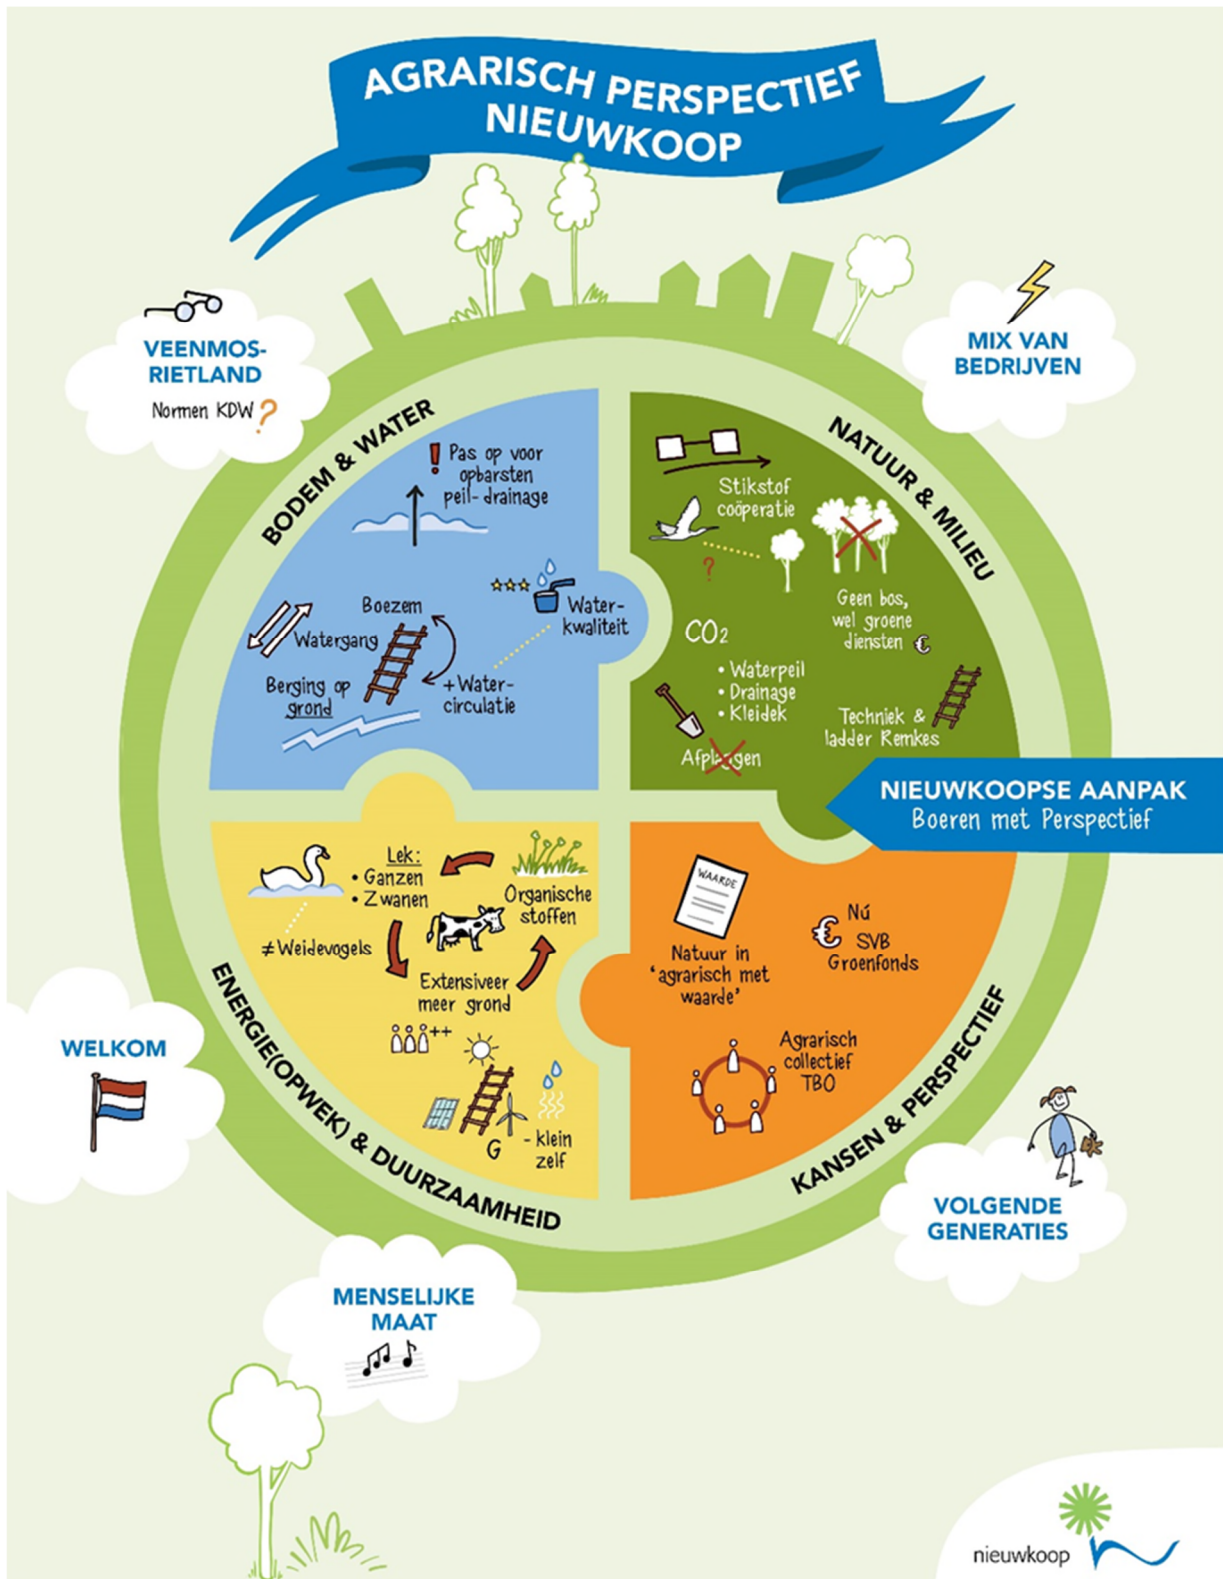 AGRARISCH PERSPECTIEF
NIEUWKOOP
VEENMOS-
RIETLAND
Normen KDW ?
MIX VAN
BEDRIJVEN
BODEM & WATER
! Pas op voor
opbarsten
peil-drainage
Boezem
Watergang
Water-
kwaliteit
Berging op
grond
+ Water-
circulatie
NATUUR & MILIEU
Stikstof
coöperatie
?
Geen bos,
wel groene
diensten €
CO2
• Waterpeil
• Drainage
• Kleidek
Techniek &
ladder Remkes
Afplaggen
NIEUWKOOPSE AANPAK
Boeren met Perspectief
ENERGIE(OPWEK) & DUURZAAMHEID
Lek:
• Ganzen
• Zwanen
≠ Weidevogels
Organische
stoffen
Extensiveer
meer grond
++
G
- klein
zelf
KANSEN & PERSPECTIEF
WAARDE
Natuur in
'agrarisch met
waarde'
€ Nú
SVB
Groenfonds
Agrarisch
collectief
TBO
WELKOM
VOLGENDE
GENERATIES
MENSELIJKE
MAAT
nieuwkoop